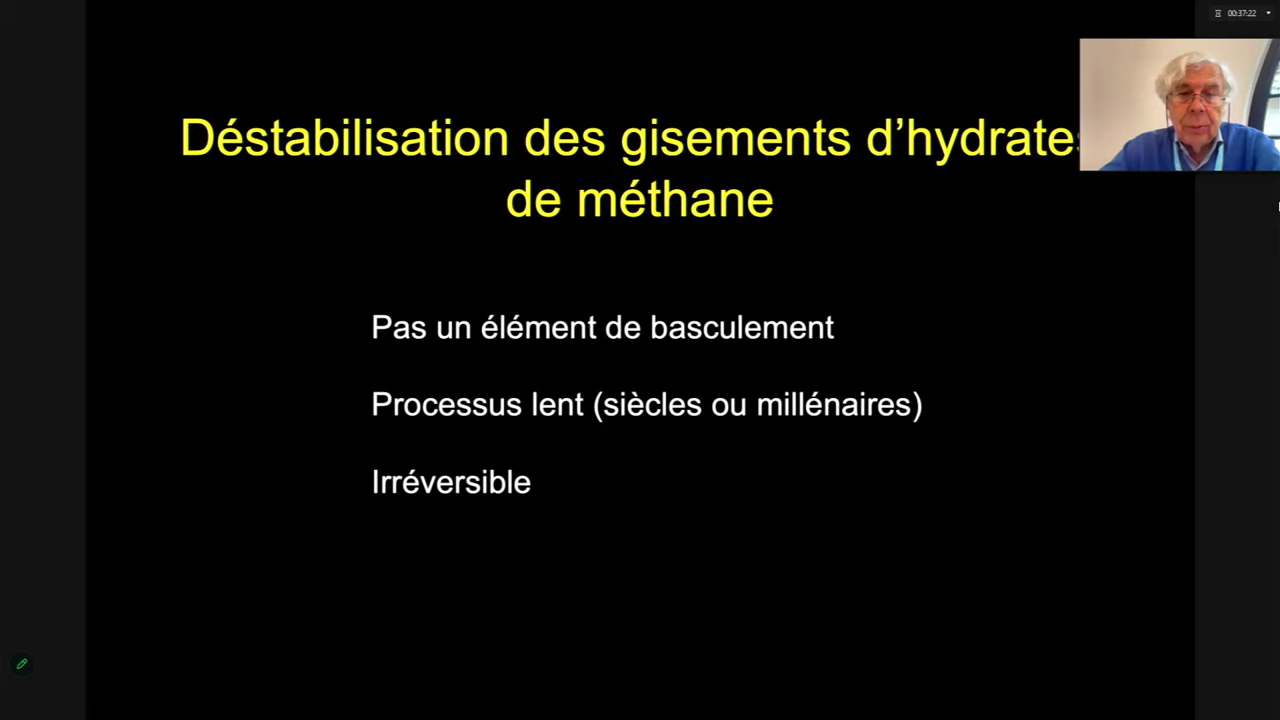 00:37:22
Déstabilisation des gisements d’hydrates
de méthane
Pas un élément de basculement
Processus lent (siècles ou millénaires)
Irréversible